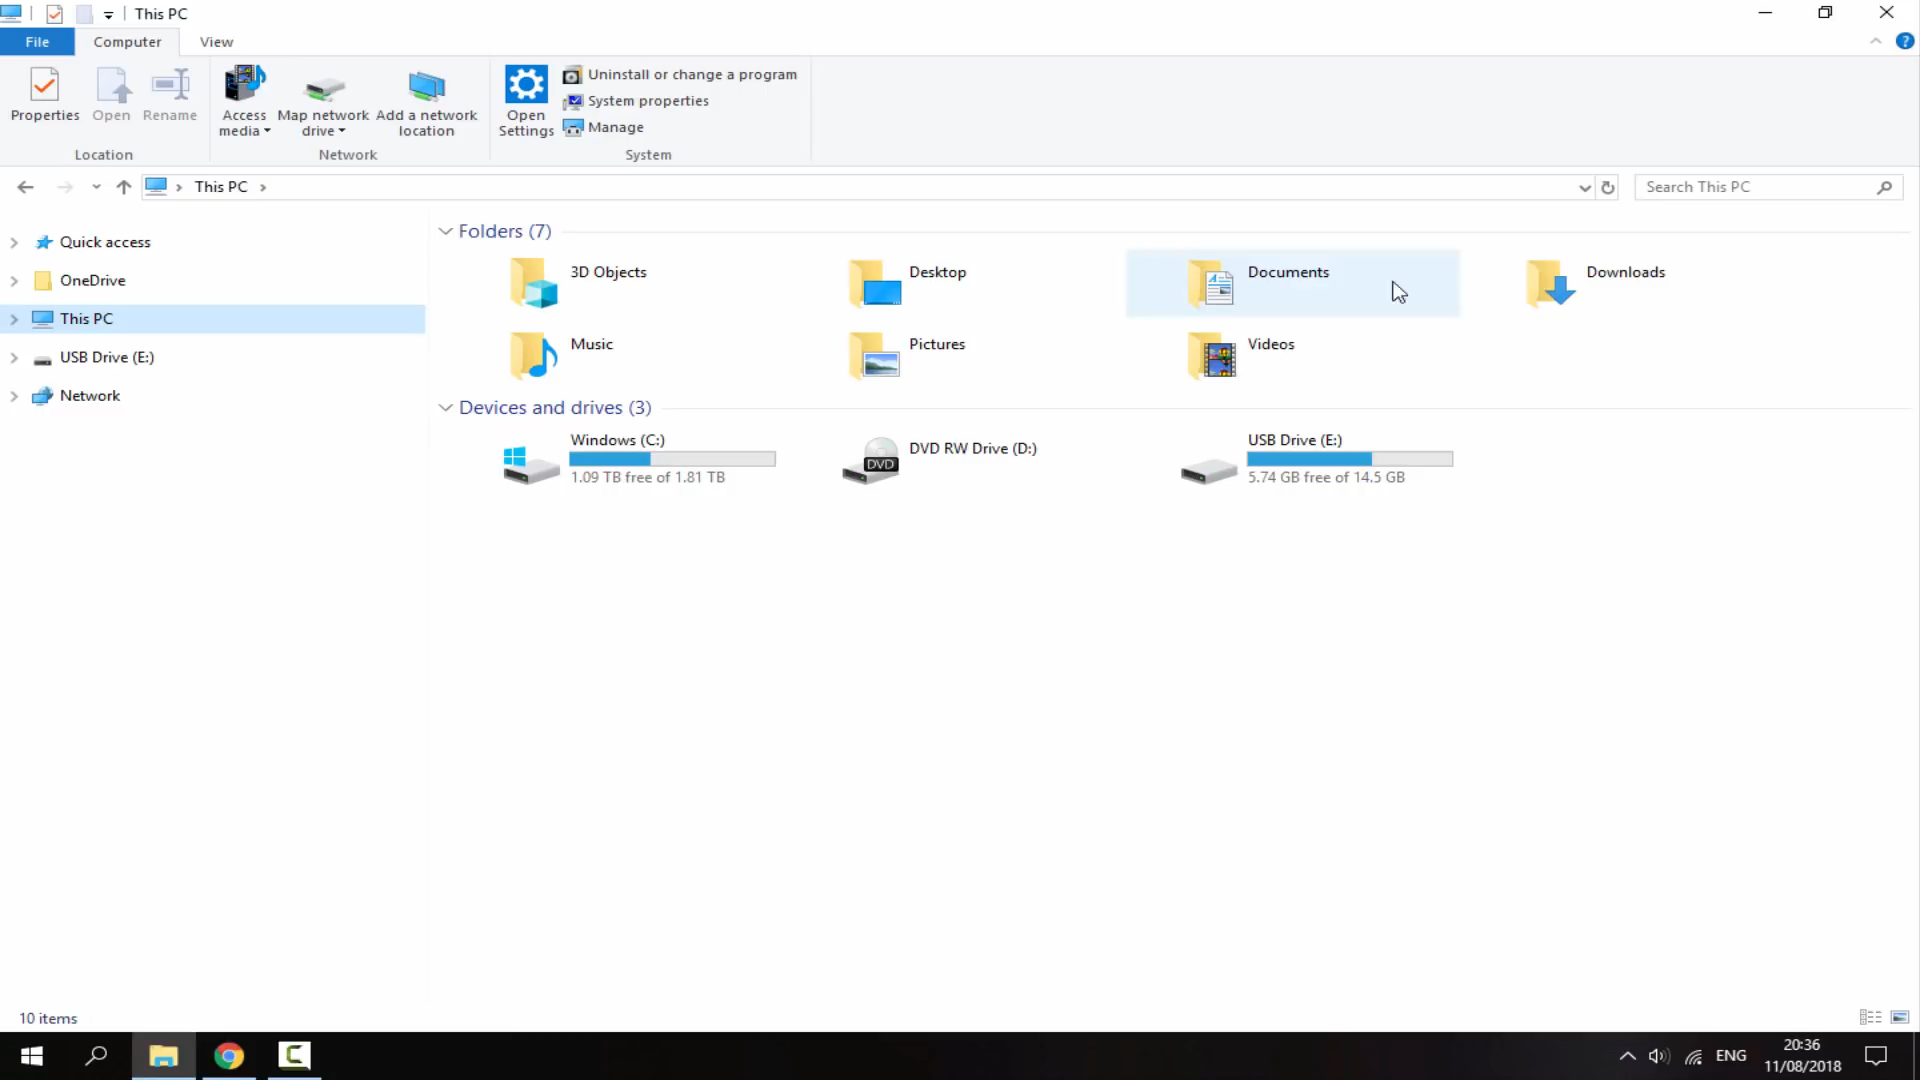 This PC
File
Computer
View
Properties
Open
Rename
Location
Access media
Map network drive
Add a network location
Network
Open Settings
Uninstall or change a program
System properties
Manage
System
This PC
Search This PC
Quick access
OneDrive
This PC
USB Drive (E:)
Network
Folders (7)
3D Objects
Desktop
Documents
Downloads
Music
Pictures
Videos
Devices and drives (3)
Windows (C:)
1.09 TB free of 1.81 TB
DVD
DVD RW Drive (D:)
USB Drive (E:)
5.74 GB free of 14.5 GB
10 items
ENG
20:36
11/08/2018